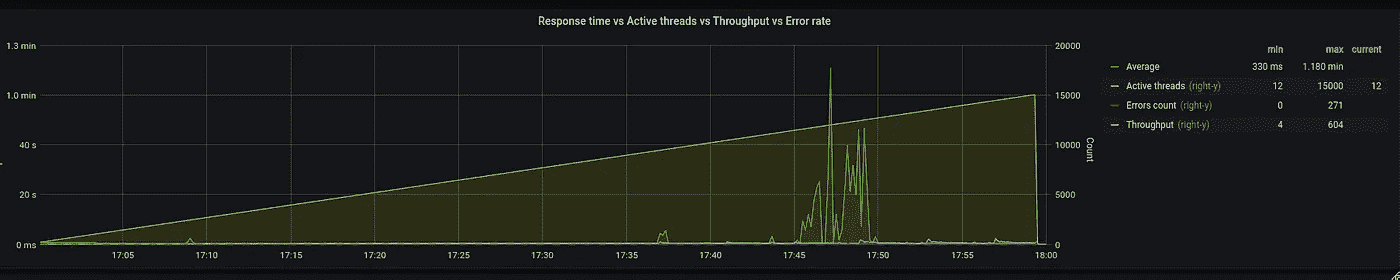 Response time vs Active threads vs Throughput vs Error rate
1.3 min
1.0 min
40 s
20 s
0 ms
20000
15000
10000
5000
0
Count
17:05 17:10 17:15 17:20 17:25 17:30 17:35 17:40 17:45 17:50 17:55 18:00
min max current
Average 330 ms 1.180 min
Active threads (right-y) 12 15000 12
Errors count (right-y) 0 271
Throughput (right-y) 4 604